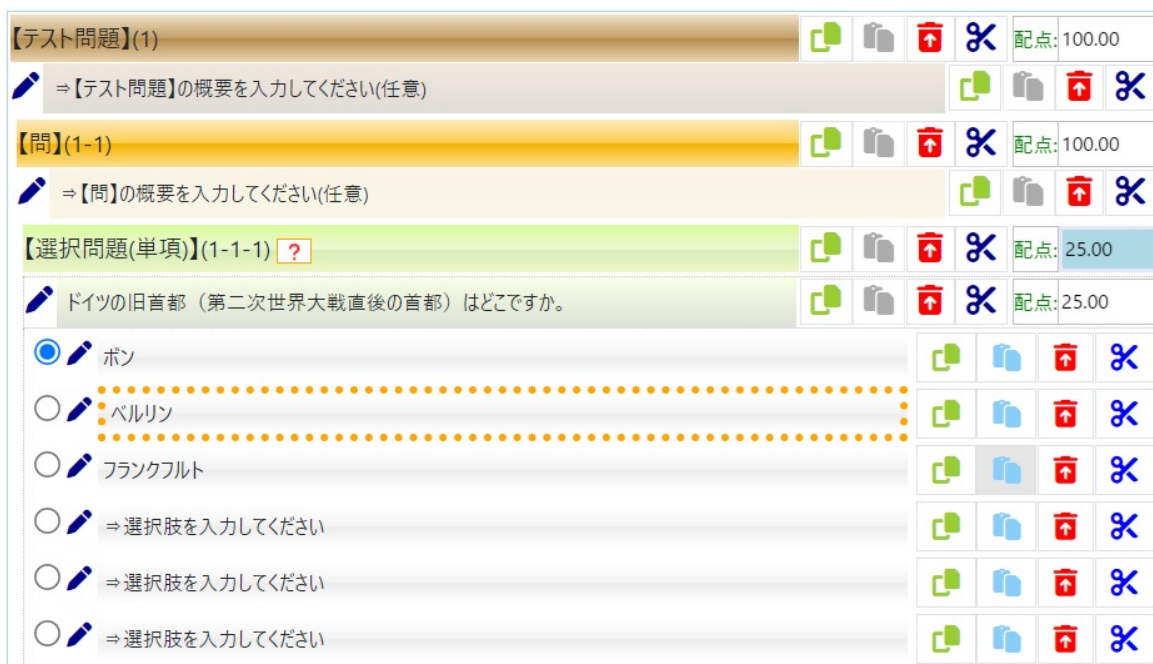 【テスト問題】(1) 配点: 100.00
⇒【テスト問題】の概要を入力してください(任意)
【問】(1-1) 配点: 100.00
⇒【問】の概要を入力してください(任意)
【選択問題(単項)】(1-1-1) ? 配点: 25.00
ドイツの旧首都（第二次世界大戦直後の首都）はどこですか。 配点: 25.00
ボン
ベルリン
フランクフルト
⇒選択肢を入力してください
⇒選択肢を入力してください
⇒選択肢を入力してください